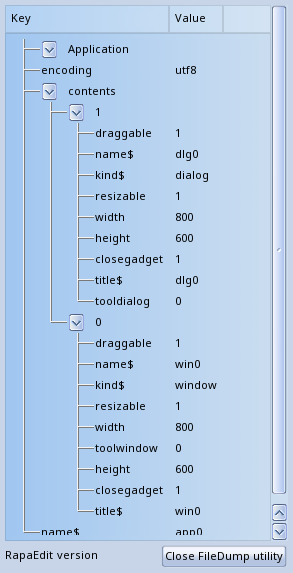 Key Value
Application
encoding utf8
contents
1
draggable 1
name$ dlg0
kind$ dialog
resizable 1
width 800
height 600
closegadget 1
title$ dlg0
tooldialog 0
0
draggable 1
name$ win0
kind$ window
resizable 1
width 800
toolwindow 0
height 600
closegadget 1
title$ win0
name$ app0
RapaEdit version Close FileDump utility